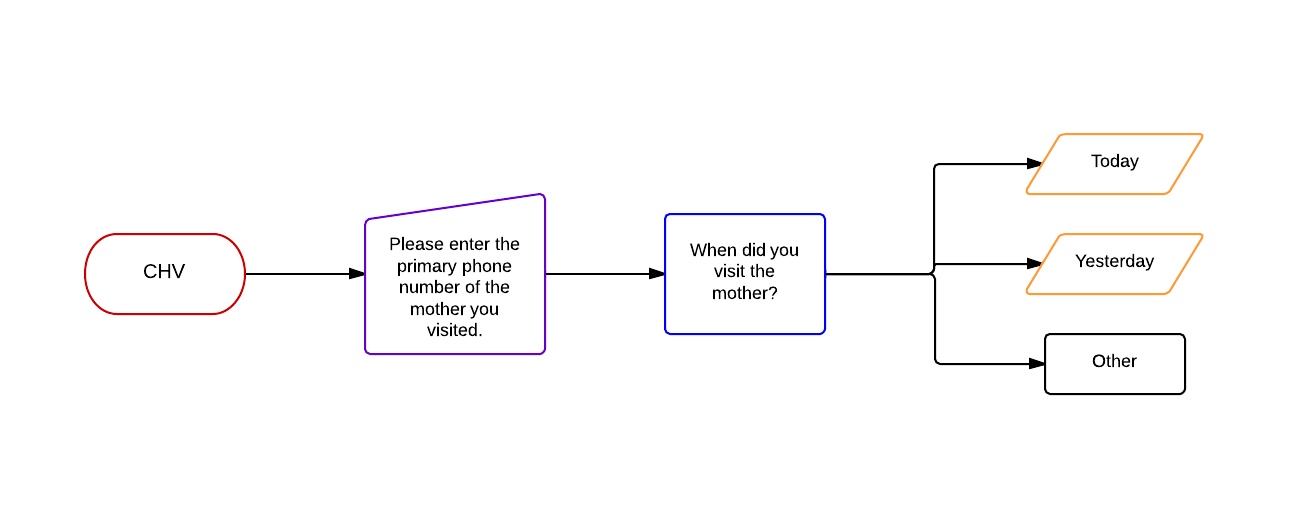 CHV
Please enter the
primary phone
number of the
mother you
visited.
When did you
visit the
mother?
Today
Yesterday
Other